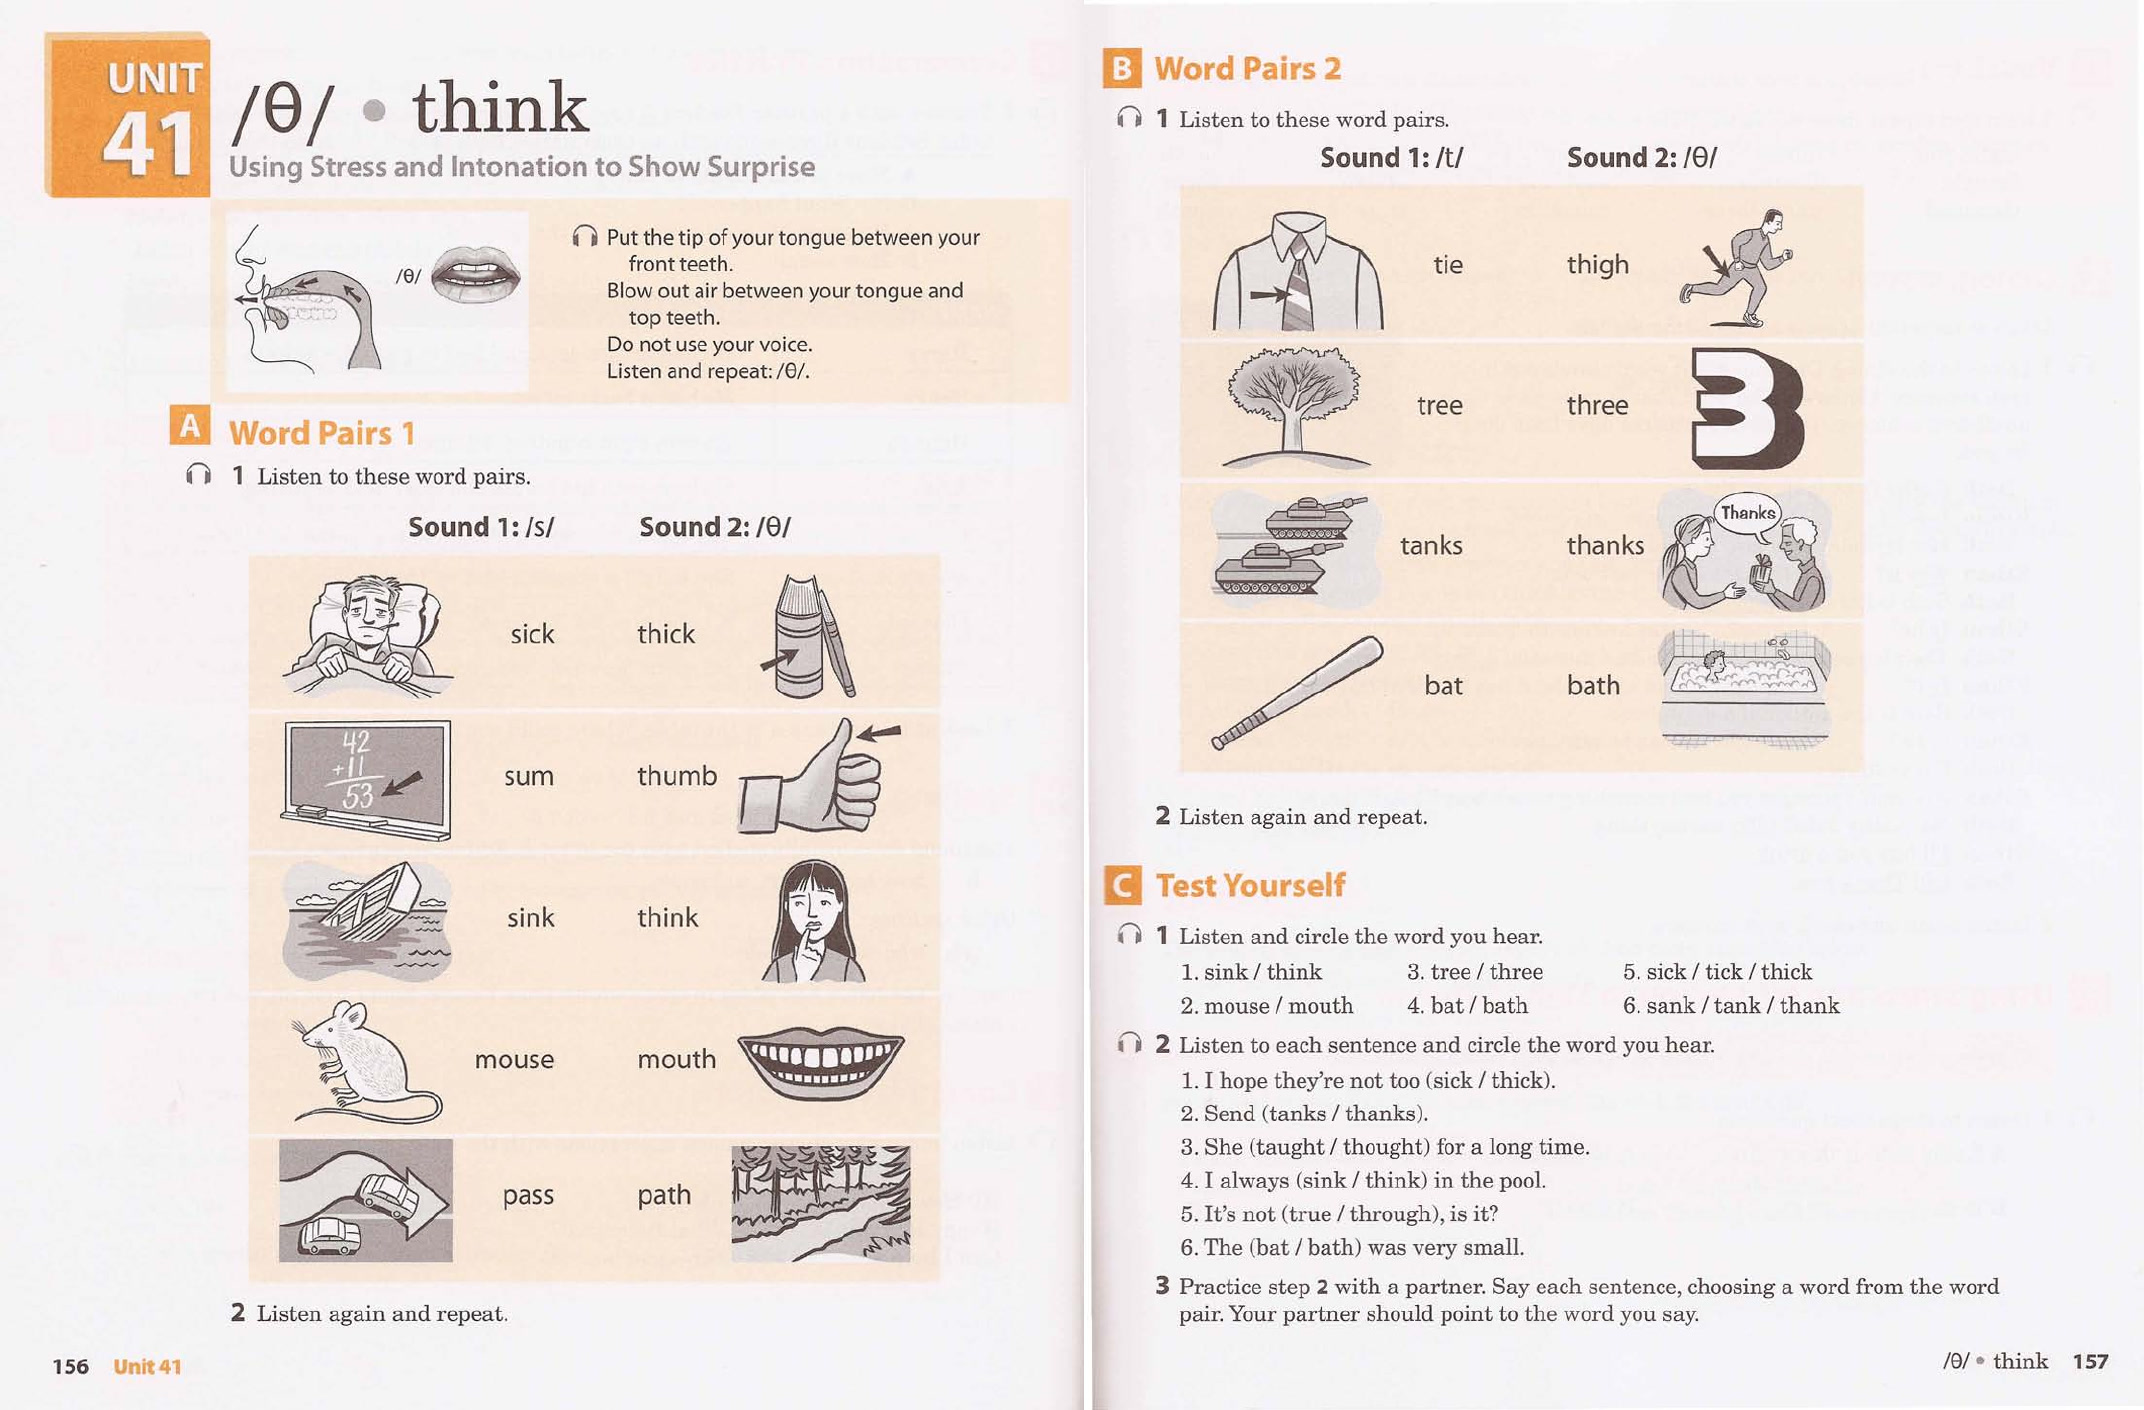 UNIT
41
/θ/ • think
Using Stress and Intonation to Show Surprise
/θ/
Put the tip of your tongue between your
front teeth.
Blow out air between your tongue and
top teeth.
Do not use your voice.
Listen and repeat: /θ/.
A Word Pairs 1
1 Listen to these word pairs.
Sound 1: /s/ Sound 2: /θ/
sick thick
42
+11
53
sum thumb
sink think
mouse mouth
pass path
2 Listen again and repeat.
156 Unit 41
B Word Pairs 2
1 Listen to these word pairs.
Sound 1: /t/ Sound 2: /θ/
tie thigh
tree three
3
tanks thanks
Thanks
bat bath
2 Listen again and repeat.
C Test Yourself
1 Listen and circle the word you hear.
1. sink / think 3. tree / three 5. sick / tick / thick
2. mouse / mouth 4. bat / bath 6. sank / tank / thank
2 Listen to each sentence and circle the word you hear.
1. I hope they're not too (sick / thick).
2. Send (tanks / thanks).
3. She (taught / thought) for a long time.
4. I always (sink / think) in the pool.
5. It's not (true / through), is it?
6. The (bat / bath) was very small.
3 Practice step 2 with a partner. Say each sentence, choosing a word from the word
pair. Your partner should point to the word you say.
/θ/ • think 157